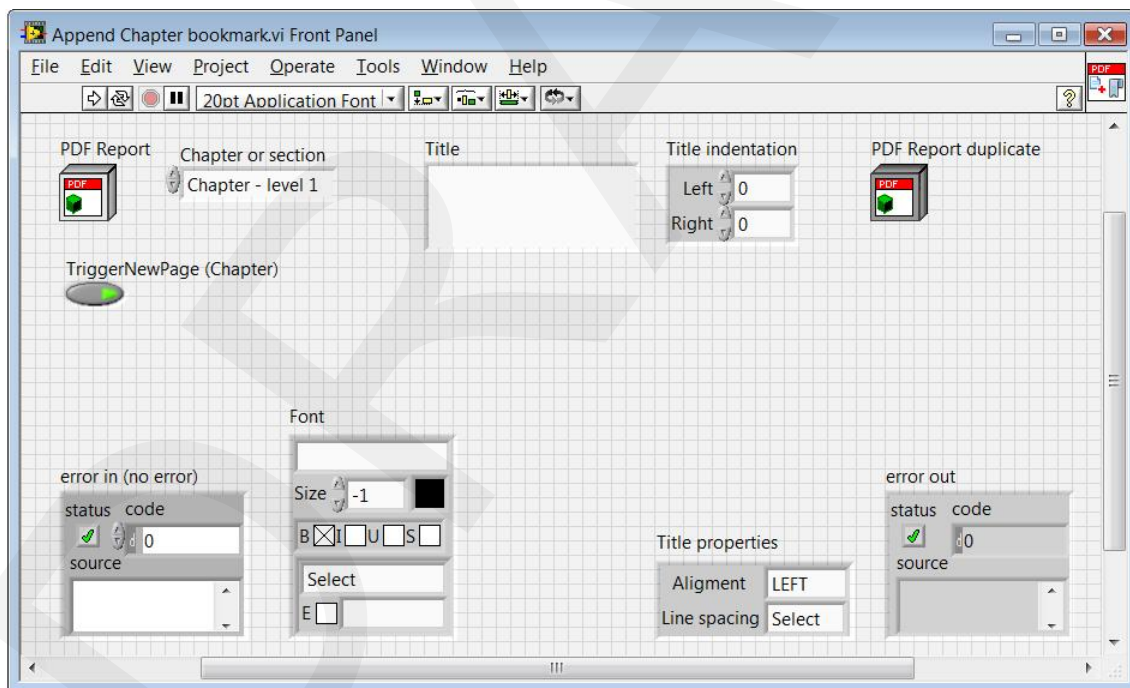 Append Chapter bookmark.vi Front Panel
File Edit View Project Operate Tools Window Help
PDF
20pt Application Font
?
PDF Report
Chapter or section
Title
Title indentation
PDF Report duplicate
PDF
Chapter - level 1
Left 0
PDF
Right 0
TriggerNewPage (Chapter)
Font
error in (no error)
Size -1
error out
status code
B I U S
status code
d 0
Title properties
d 0
source
Select
Aligment LEFT
source
E
Line spacing Select